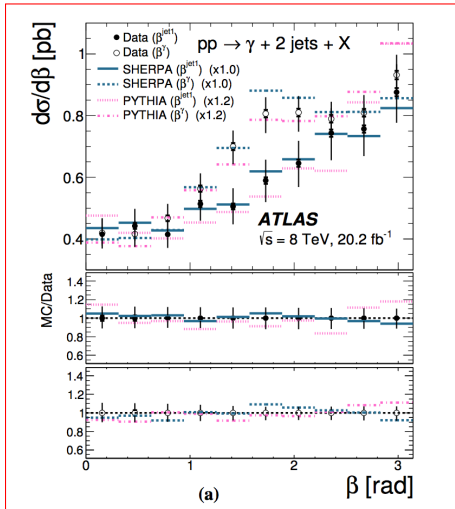 Data (β^jet1)
Data (β^γ)
pp → γ + 2 jets + X
SHERPA (β^jet1) (x1.0)
SHERPA (β^γ) (x1.0)
PYTHIA (β^jet1) (x1.2)
PYTHIA (β^γ) (x1.2)
dσ/dβ [pb]
1
0.8
0.6
0.4
ATLAS
√s = 8 TeV, 20.2 fb⁻¹
MC/Data
1.4
1.2
1
0.8
0.6
1.4
1.2
1
0.8
0.6
0 1 2 3
(a) β [rad]